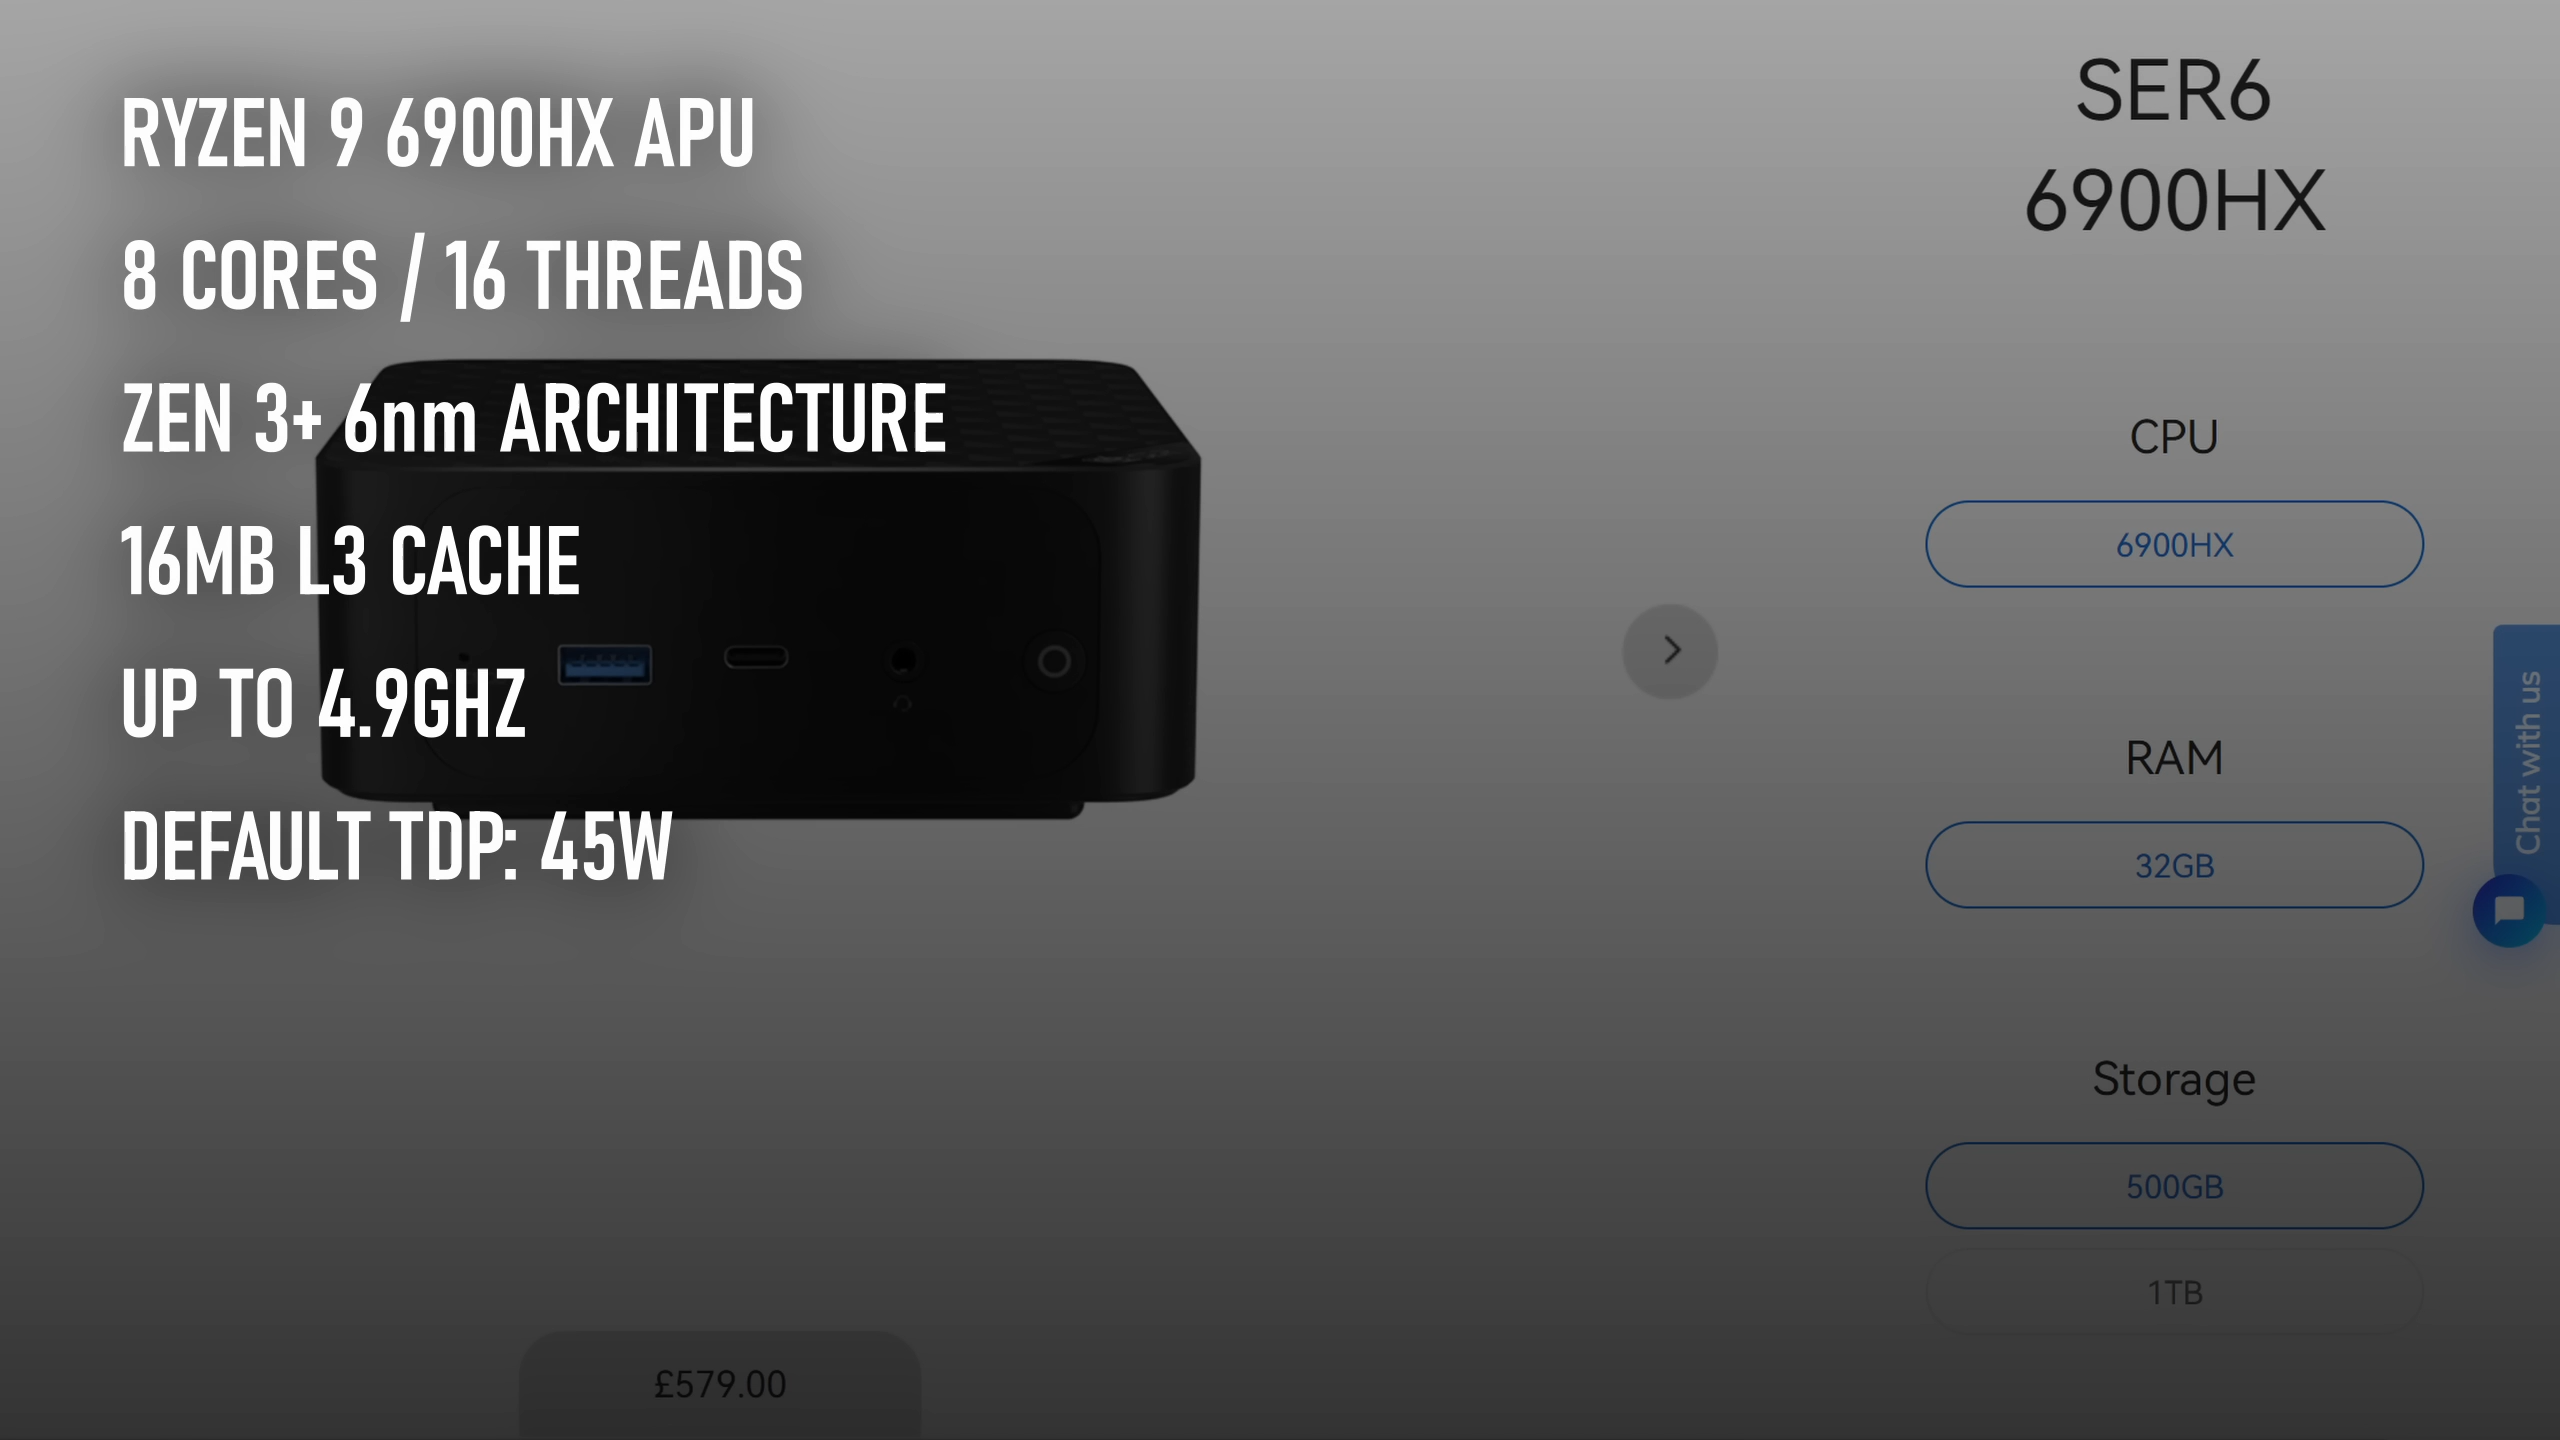 RYZEN 9 6900HX APU
8 CORES / 16 THREADS
ZEN 3+ 6nm ARCHITECTURE
16MB L3 CACHE
UP TO 4.9GHZ
DEFAULT TDP: 45W
SER6
6900HX
CPU
6900HX
RAM
32GB
Storage
500GB
1TB
Chat with us
£579.00